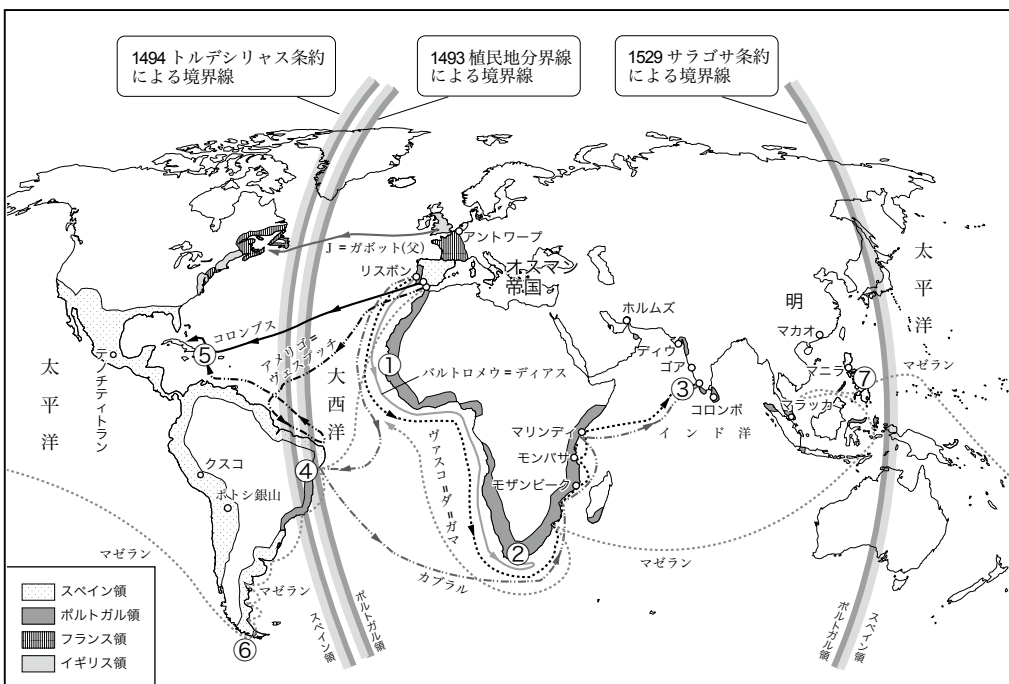 1494 トルデシリャス条約
による境界線
1493 植民地分界線
による境界線
1529 サラゴサ条約
による境界線
アントワープ
J=ガボット(父)
リスボン
オスマン
帝国
太平洋
明
ホルムズ
マカオ
コロンブス
⑤
ディウ
アメリゴ=
ヴェスプッチ
①
ゴア
マニラ
⑦
マゼラン
テノチティトラン
太平洋
大西洋
バルトロメウ=ディアス
③
コロンボ
マラッカ
マリンディ
インド洋
④
クスコ
モンバサ
ヴァスコ=ダ=ガマ
ポトシ銀山
モザンビーク
②
マゼラン
マゼラン
カブラル
マゼラン
⑥
スペイン領
ポルトガル領
ポルトガル領
スペイン領
スペイン領
ポルトガル領
フランス領
イギリス領